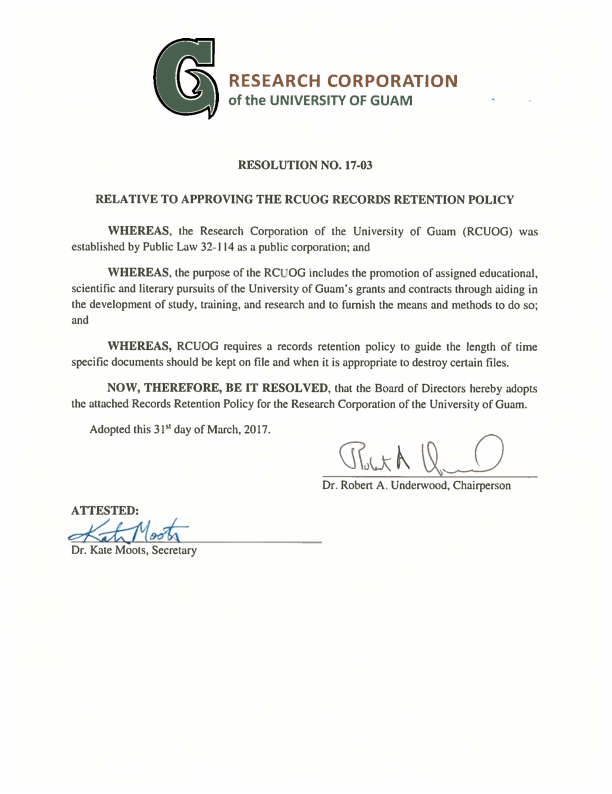 RESEARCH CORPORATION
of the UNIVERSITY OF GUAM
RESOLUTION NO. 17-03
RELATIVE TO APPROVING THE RCUOG RECORDS RETENTION POLICY
WHEREAS, the Research Corporation of the University of Guam (RCUOG) was
established by Public Law 32-114 as a public corporation; and
WHEREAS, the purpose of the RCUOG includes the promotion of assigned educational,
scientific and literary pursuits of the University of Guam's grants and contracts through aiding in
the development of study, training, and research and to furnish the means and methods to do so;
and
WHEREAS, RCUOG requires a records retention policy to guide the length of time
specific documents should be kept on file and when it is appropriate to destroy certain files.
NOW, THEREFORE, BE IT RESOLVED, that the Board of Directors hereby adopts
the attached Records Retention Policy for the Research Corporation of the University of Guam.
Adopted this 31st day of March, 2017.
Robert A. U
Dr. Robert A. Underwood, Chairperson
ATTESTED:
Kate Moots
Dr. Kate Moots, Secretary